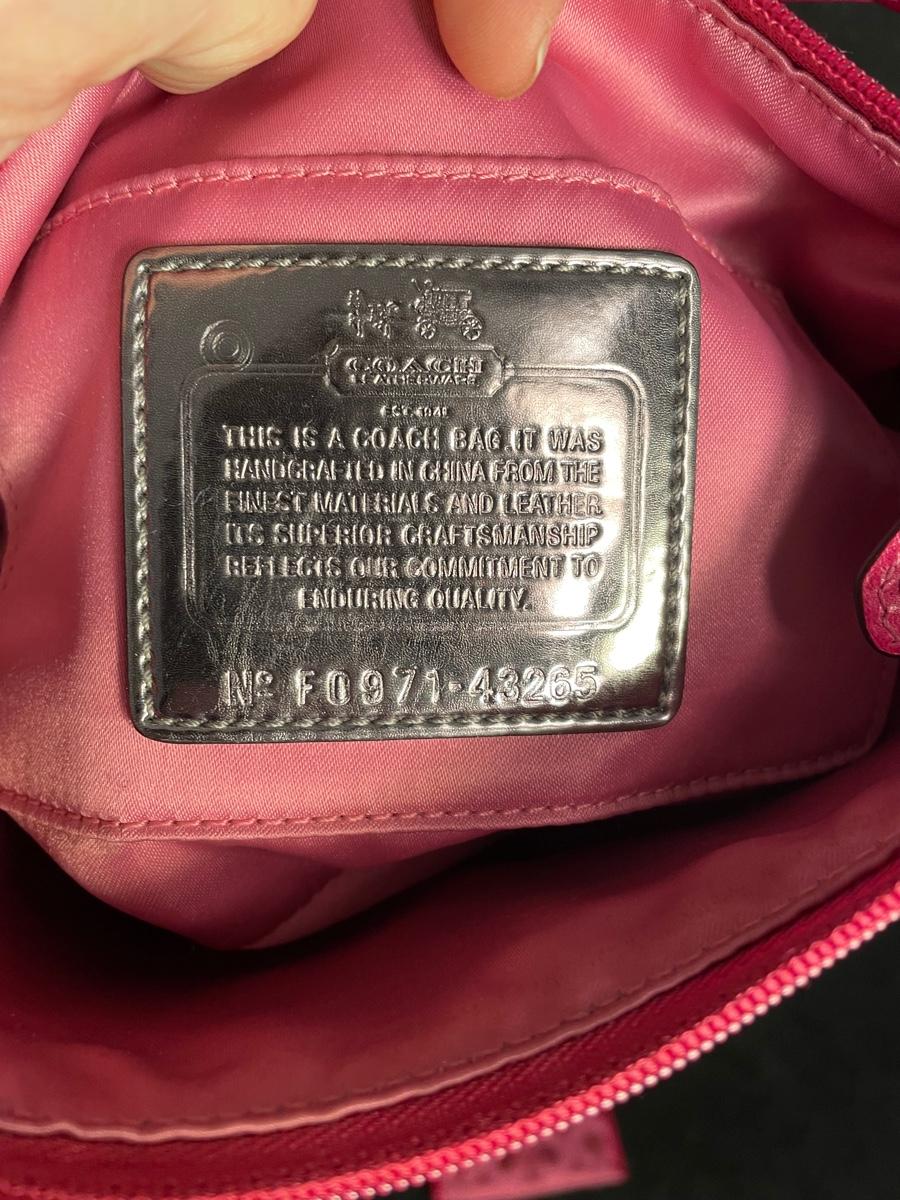 COACH
LEATHERWARE
EST. 1941
THIS IS A COACH BAG.IT WAS
HANDCRAFTED IN CHINA FROM THE
FINEST MATERIALS AND LEATHER
ITS SUPERIOR CRAFTSMANSHIP
REFLECTS OUR COMMITMENT TO
ENDURING QUALITY.
Nº F0971-43265